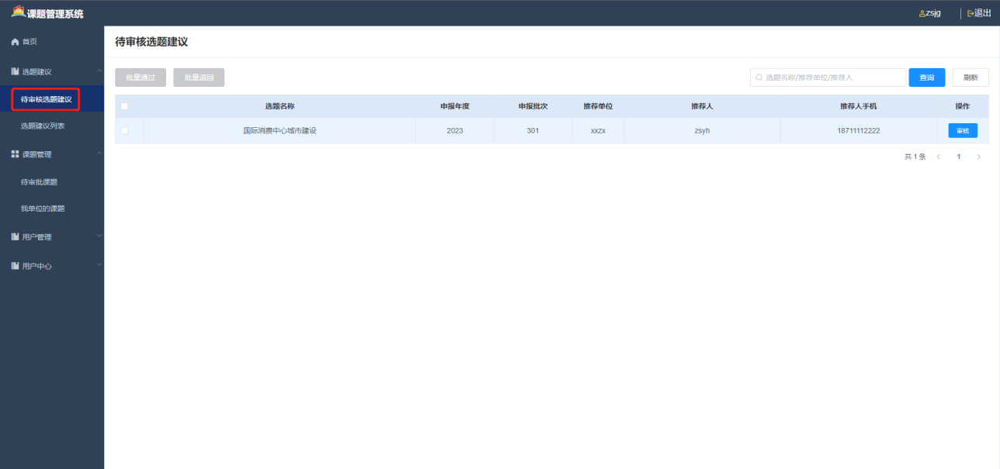 课题管理系统
zsjg
退出
首页
选题建议
待审核选题建议
选题建议列表
课题管理
待审批课题
我单位的课题
用户管理
用户中心
待审核选题建议
批量通过 批量退回 选题名称/推荐单位/推荐人 查询 刷新
选题名称 申报年度 申报批次 推荐单位 推荐人 推荐人手机 操作
国际消费中心城市建设 2023 301 xxzx zsyh 18711112222 审核
共 1 条 < 1 >